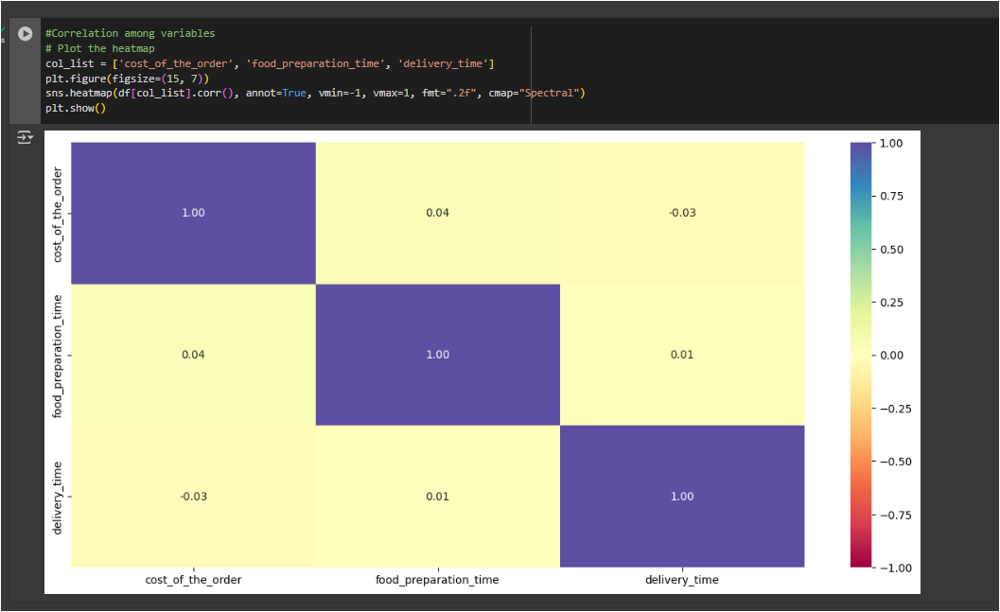 #Correlation among variables
# Plot the heatmap
col_list = ['cost_of_the_order', 'food_preparation_time', 'delivery_time']
plt.figure(figsize=(15, 7))
sns.heatmap(df[col_list].corr(), annot=True, vmin=-1, vmax=1, fmt=".2f", cmap="Spectral")
plt.show()
cost_of_the_order
1.00 0.04 -0.03
food_preparation_time
0.04 1.00 0.01
delivery_time
-0.03 0.01 1.00
cost_of_the_order food_preparation_time delivery_time
1.00
0.75
0.50
0.25
0.00
−0.25
−0.50
−0.75
−1.00